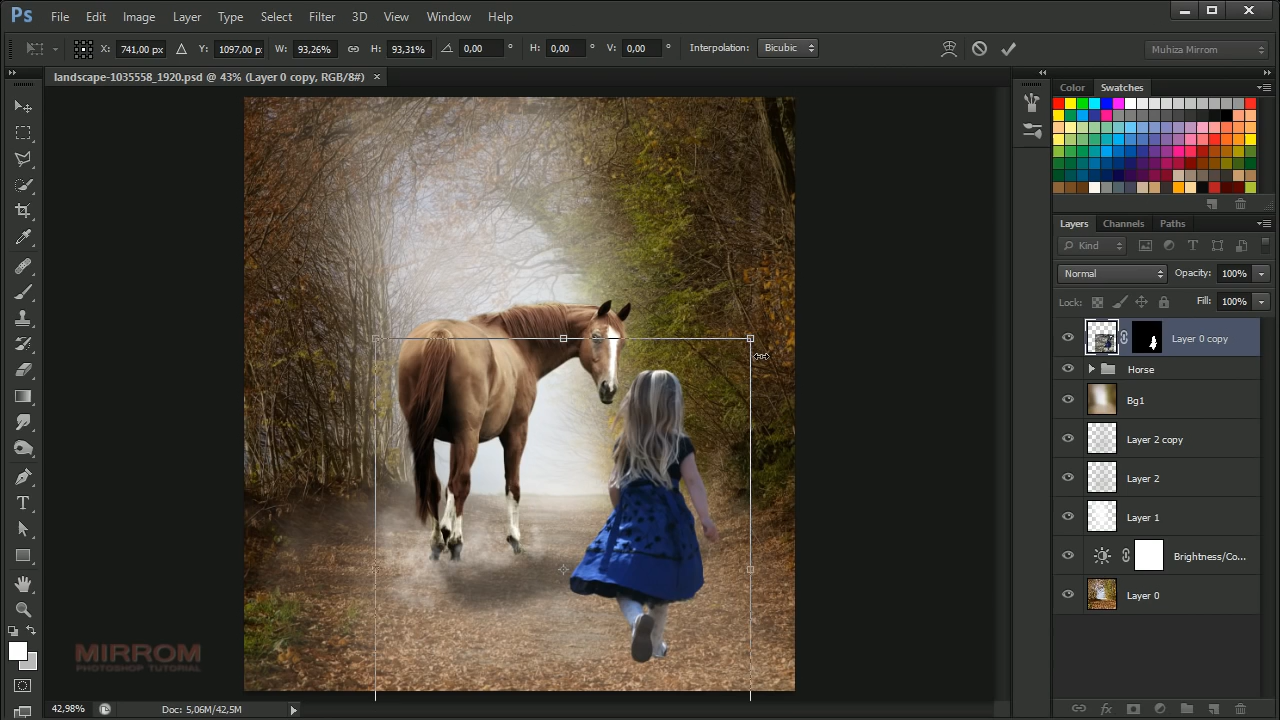 Ps File Edit Image Layer Type Select Filter 3D View Window Help
X: 741,00 px Y: 1097,00 p: W: 93,26% H: 93,31% 0,00 ° H: 0,00 ° V: 0,00 ° Interpolation: Bicubic Muhiza Mirrom
landscape-1035558_1920.psd @ 43% (Layer 0 copy, RGB/8#) ×
Color Swatches
Layers Channels Paths
Kind
Normal Opacity: 100%
Lock: Fill: 100%
Layer 0 copy
Horse
Bg1
Layer 2 copy
Layer 2
Layer 1
Brightness/Co...
Layer 0
MIRROM
PHOTOSHOP TUTORIAL
42,98% Doc: 5,06M/42,5M